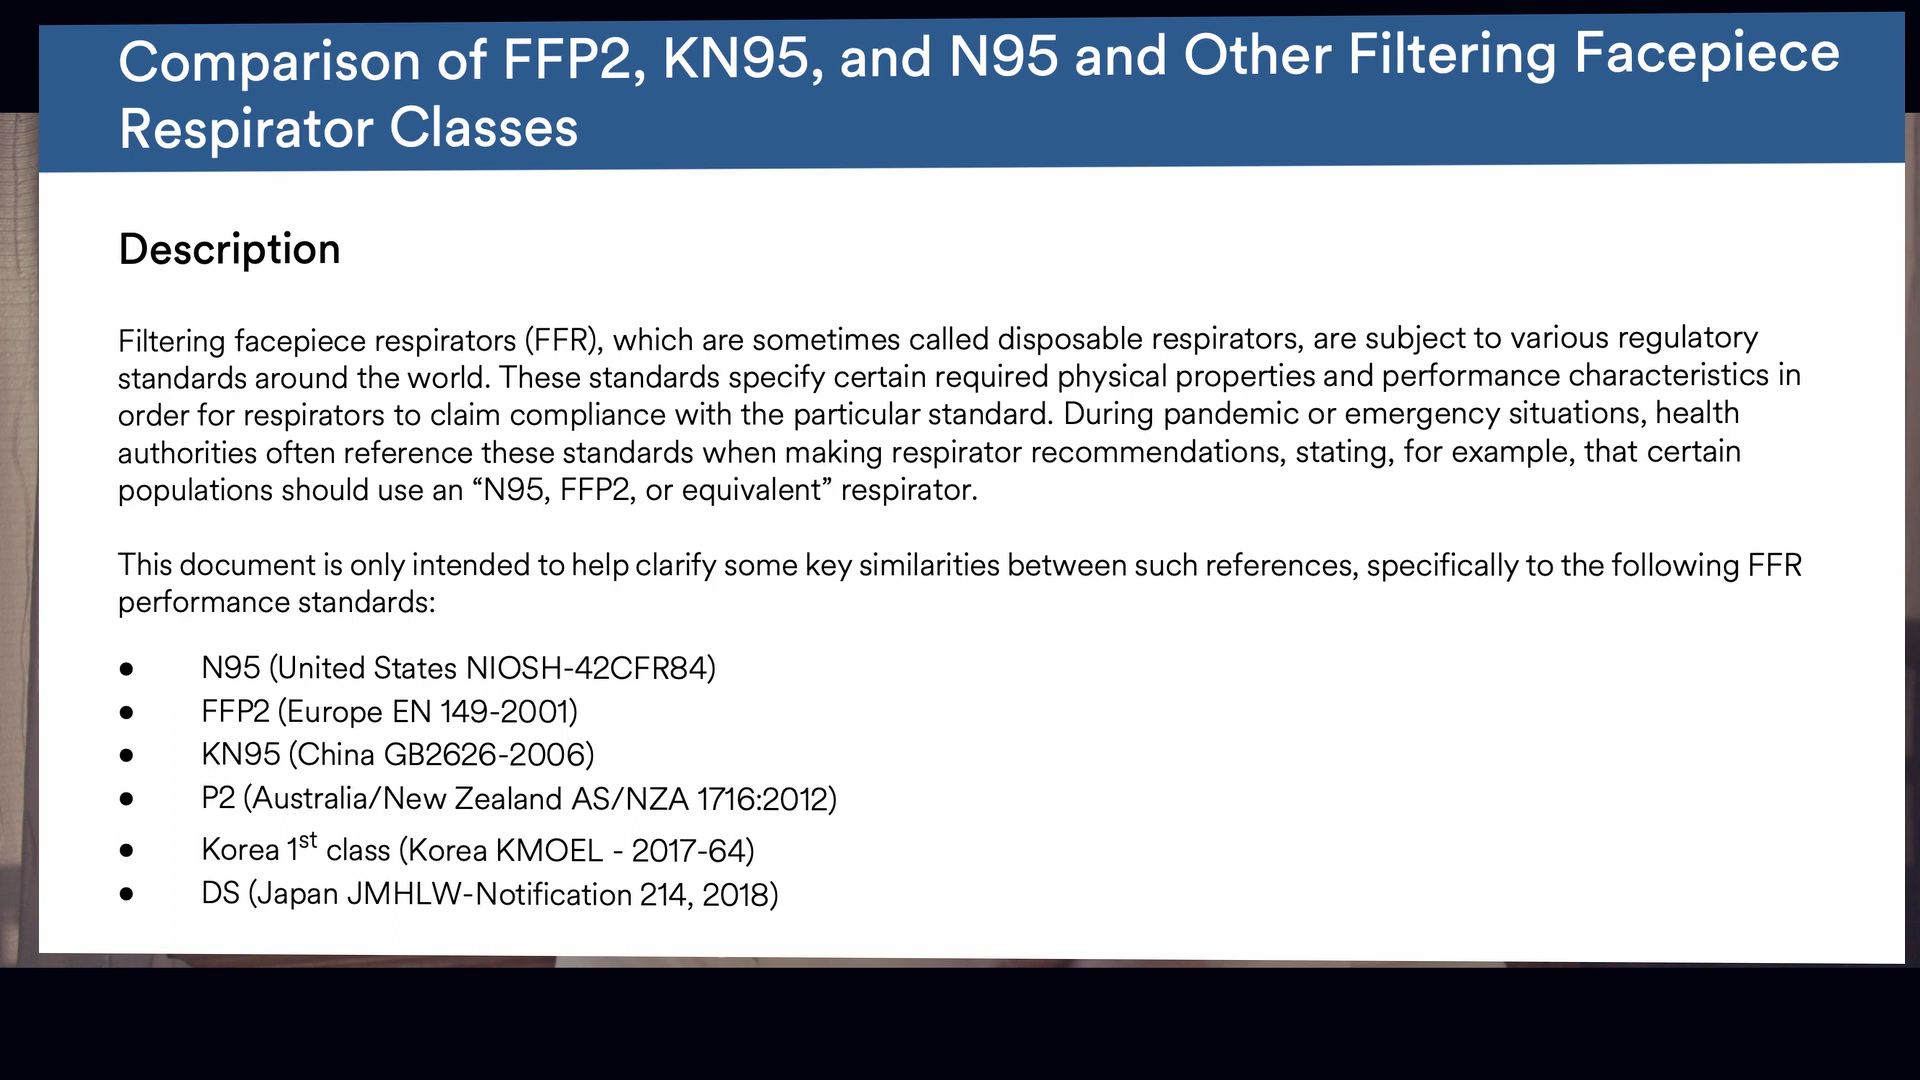 Comparison of FFP2, KN95, and N95 and Other Filtering Facepiece
Respirator Classes
Description
Filtering facepiece respirators (FFR), which are sometimes called disposable respirators, are subject to various regulatory
standards around the world. These standards specify certain required physical properties and performance characteristics in
order for respirators to claim compliance with the particular standard. During pandemic or emergency situations, health
authorities often reference these standards when making respirator recommendations, stating, for example, that certain
populations should use an “N95, FFP2, or equivalent” respirator.
This document is only intended to help clarify some key similarities between such references, specifically to the following FFR
performance standards:
● N95 (United States NIOSH-42CFR84)
● FFP2 (Europe EN 149-2001)
● KN95 (China GB2626-2006)
● P2 (Australia/New Zealand AS/NZA 1716:2012)
● Korea 1st class (Korea KMOEL - 2017-64)
● DS (Japan JMHLW-Notification 214, 2018)